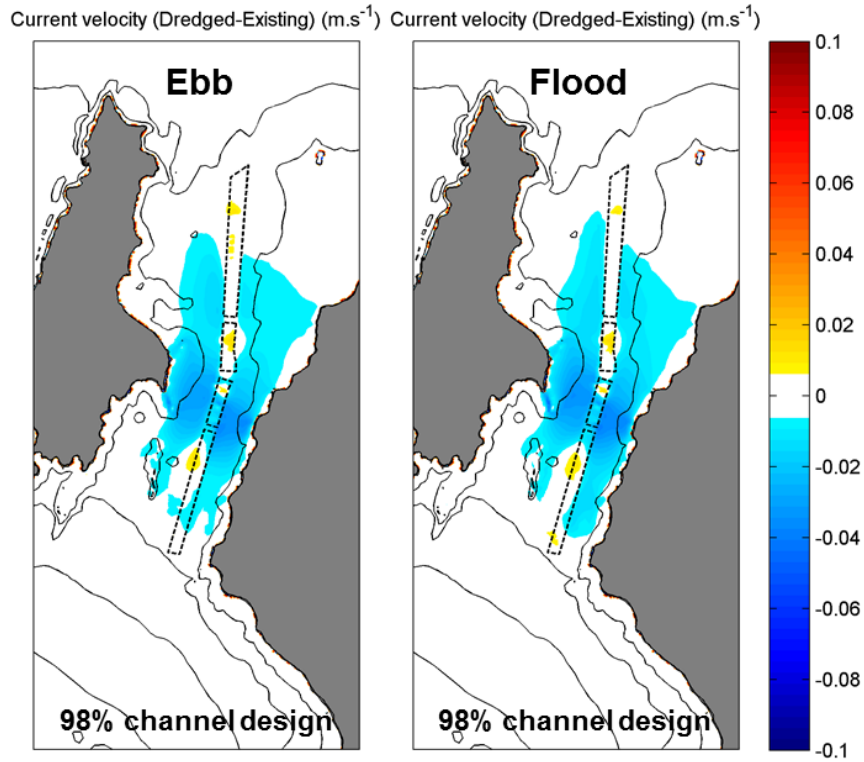 Current velocity (Dredged-Existing) (m.s-1)
Current velocity (Dredged-Existing) (m.s-1)
Ebb
Flood
98% channel design
98% channel design
0.1
0.08
0.06
0.04
0.02
0
-0.02
-0.04
-0.06
-0.08
-0.1